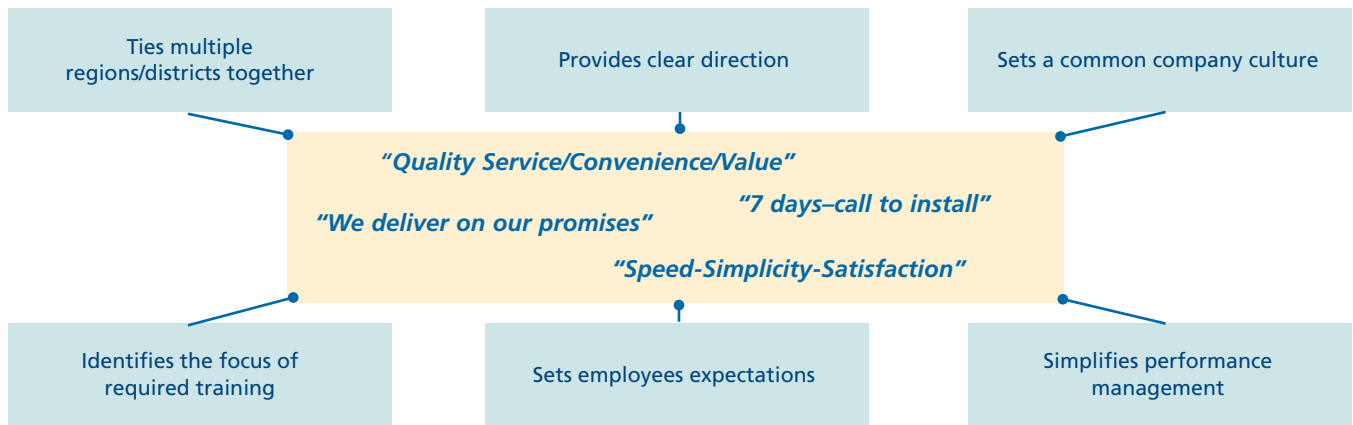 Ties multiple
regions/districts together
Provides clear direction
Sets a common company culture
“Quality Service/Convenience/Value”
“7 days–call to install”
“We deliver on our promises”
“Speed-Simplicity-Satisfaction”
Identifies the focus of
required training
Sets employees expectations
Simplifies performance
management